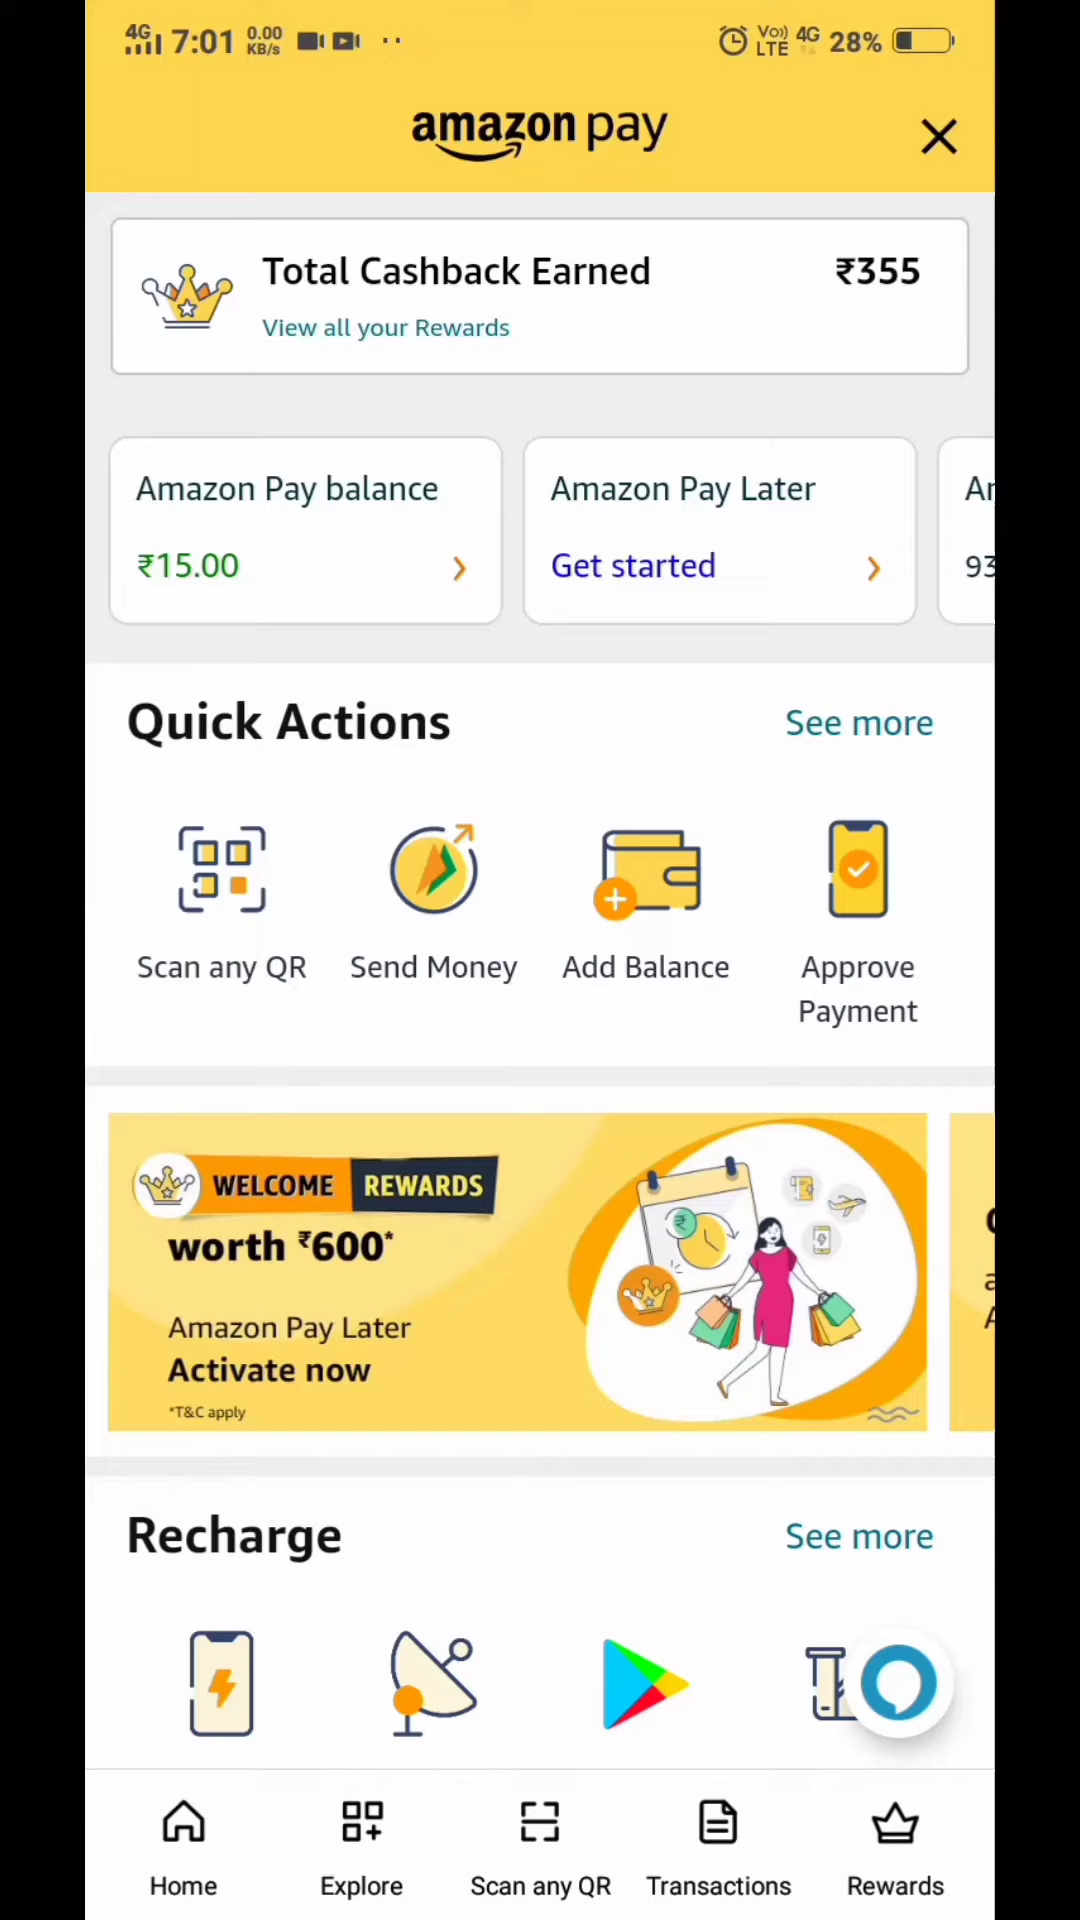 4G 7:01 0.00 KB/s
Vo)) LTE 4G 28%
amazon pay
Total Cashback Earned ₹355
View all your Rewards
Amazon Pay balance
₹15.00
Amazon Pay Later
Get started
93
Quick Actions See more
Scan any QR
Send Money
Add Balance
Approve
Payment
WELCOME REWARDS
worth ₹600*
Amazon Pay Later
Activate now
*T&C apply
Recharge See more
Home
Explore
Scan any QR
Transactions
Rewards